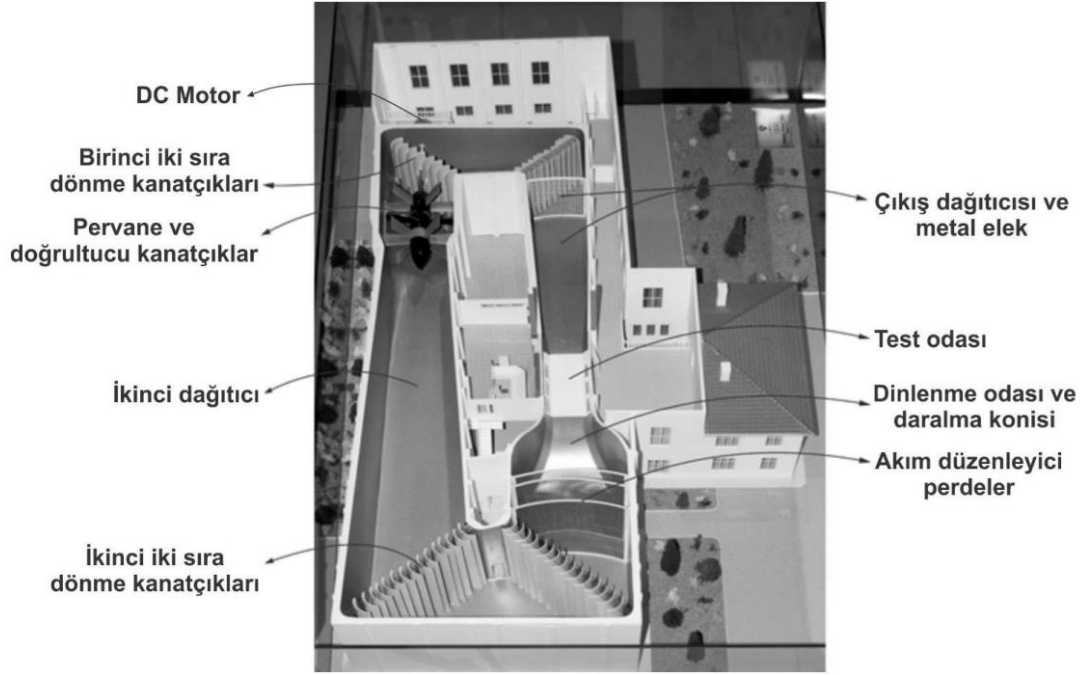 DC Motor
Birinci iki sıra
dönme kanatçıkları
Pervane ve
doğrultucu kanatçıklar
İkinci dağıtıcı
İkinci iki sıra
dönme kanatçıkları
Çıkış dağıtıcısı ve
metal elek
Test odası
Dinlenme odası ve
daralma konisi
Akım düzenleyici
perdeler